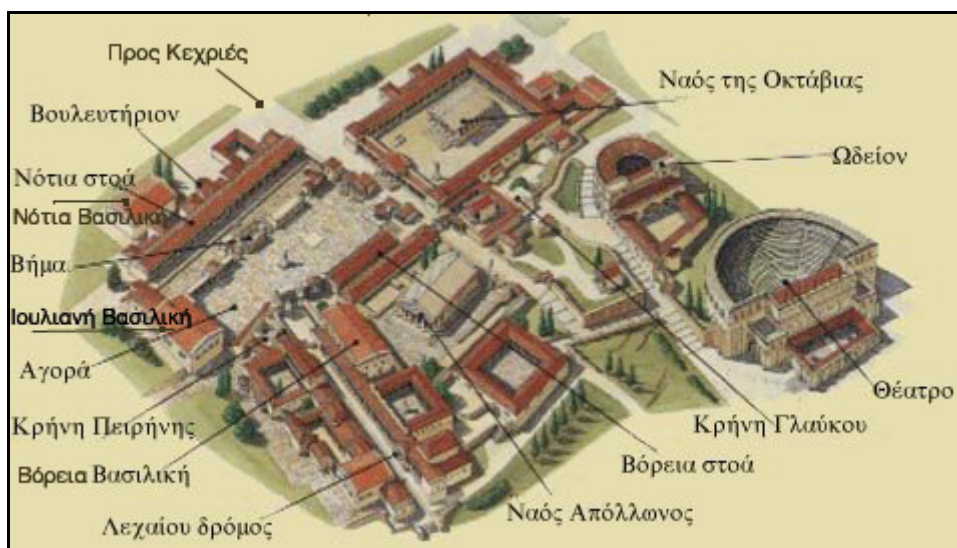 Προς Κεχριές
Ναός της Οκτάβιας
Βουλευτήριον
Ωδείον
Νότια στοά
Νότια Βασιλική
Βήμα
Ιουλιανή Βασιλική
Αγορά
Θέατρο
Κρήνη Πειρήνης
Κρήνη Γλαύκου
Βόρεια Βασιλική
Βόρεια στοά
Ναός Απόλλωνος
Λεχαίου δρόμος